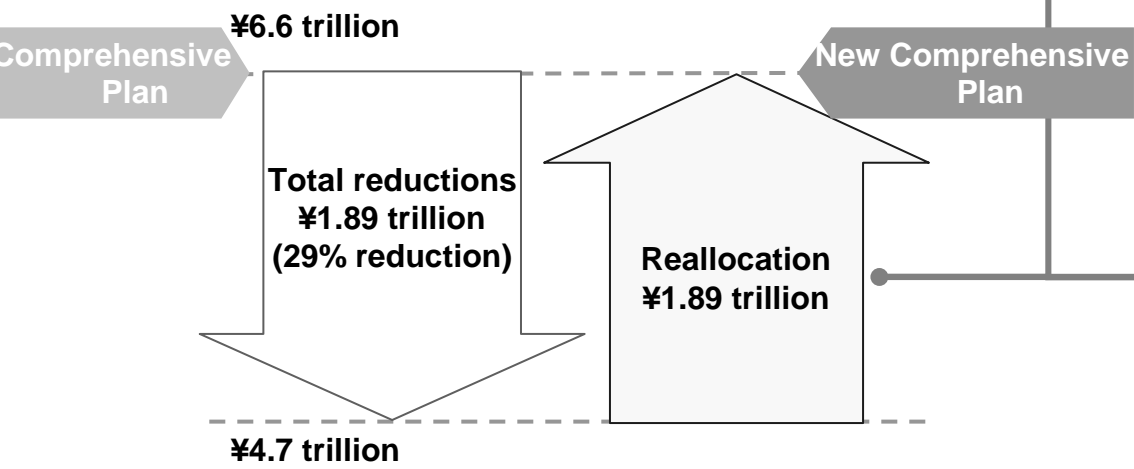 ¥6.6 trillion
Comprehensive
Plan
New Comprehensive
Plan
Total reductions
¥1.89 trillion
(29% reduction)
Reallocation
¥1.89 trillion
¥4.7 trillion